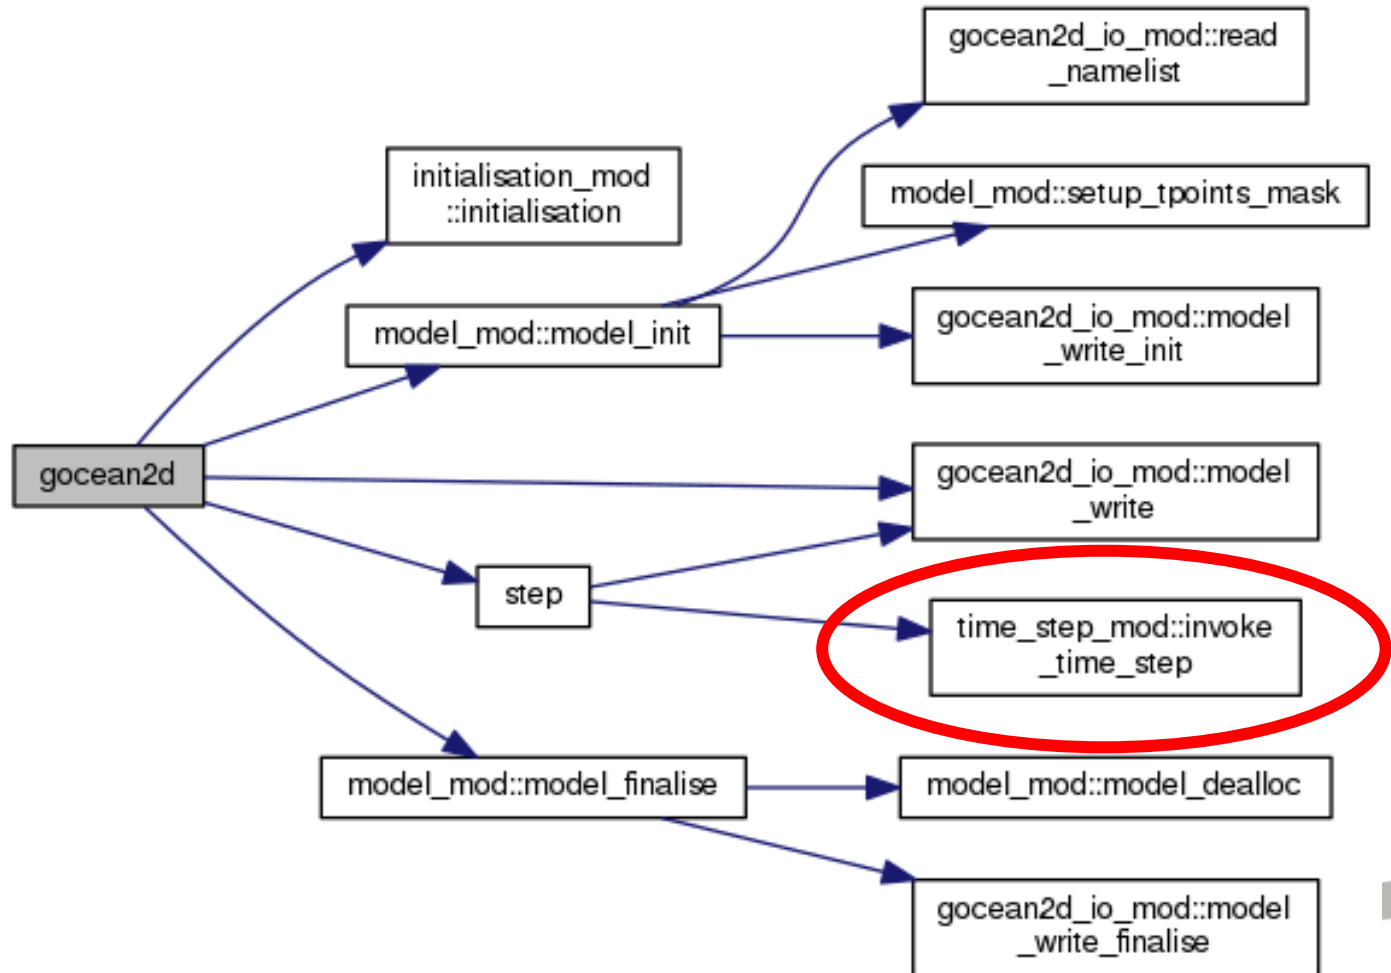 gocean2d_io_mod::read
_namelist
initialisation_mod
::initialisation
model_mod::setup_tpoints_mask
model_mod::model_init
gocean2d_io_mod::model
_write_init
gocean2d
gocean2d_io_mod::model
_write
step
time_step_mod::invoke
_time_step
model_mod::model_finalise
model_mod::model_dealloc
gocean2d_io_mod::model
_write_finalise